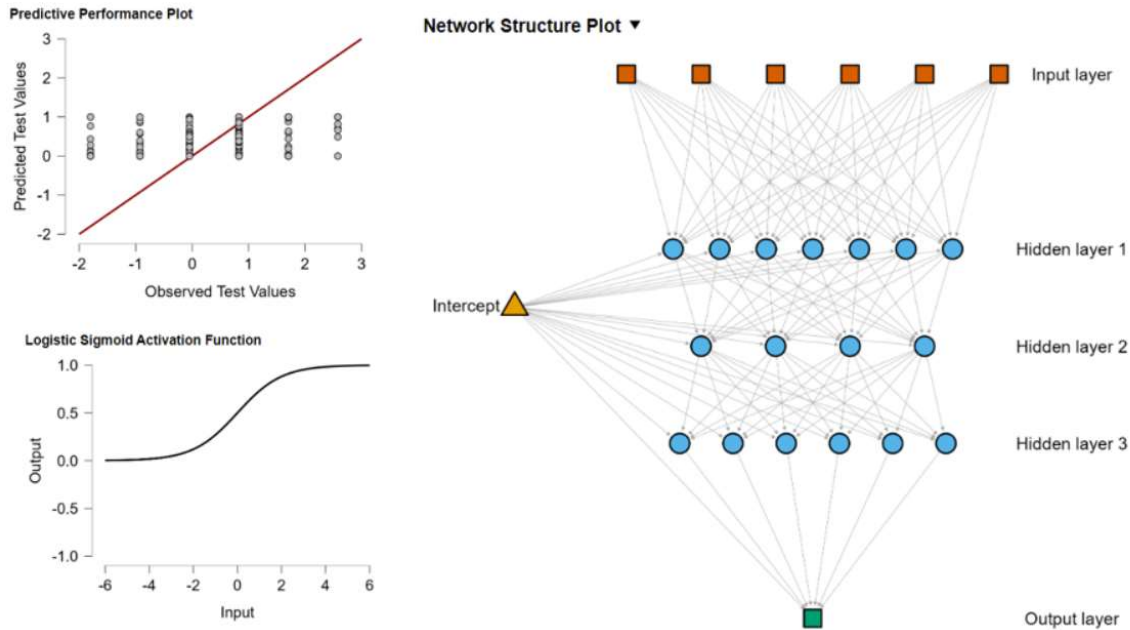 Predictive Performance Plot
3
2
1
0
-1
-2
Predicted Test Values
-2 -1 0 1 2 3
Observed Test Values
Logistic Sigmoid Activation Function
1.0
0.5
0.0
-0.5
-1.0
Output
-6 -4 -2 0 2 4 6
Input
Network Structure Plot ▼
Input layer
Hidden layer 1
Intercept
Hidden layer 2
Hidden layer 3
Output layer